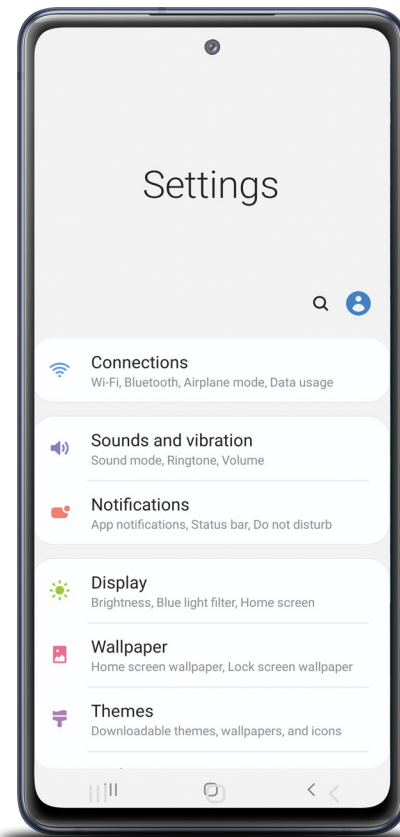 Settings
Connections
Wi-Fi, Bluetooth, Airplane mode, Data usage
Sounds and vibration
Sound mode, Ringtone, Volume
Notifications
App notifications, Status bar, Do not disturb
Display
Brightness, Blue light filter, Home screen
Wallpaper
Home screen wallpaper, Lock screen wallpaper
Themes
Downloadable themes, wallpapers, and icons